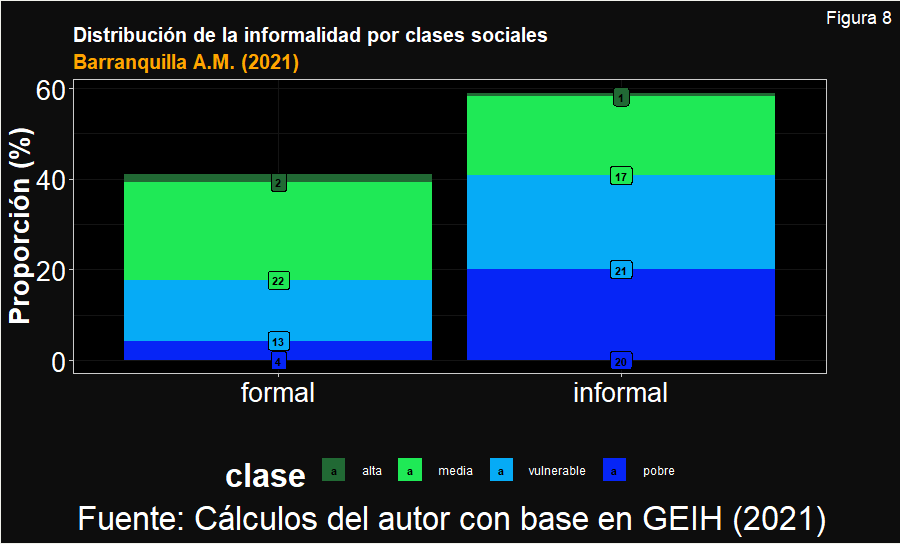 Figura 8
Distribución de la informalidad por clases sociales
Barranquilla A.M. (2021)
Proporción (%)
60
40
20
0
2
22
13
4
1
17
21
20
formal
informal
clase a alta a media a vulnerable a pobre
Fuente: Cálculos del autor con base en GEIH (2021)